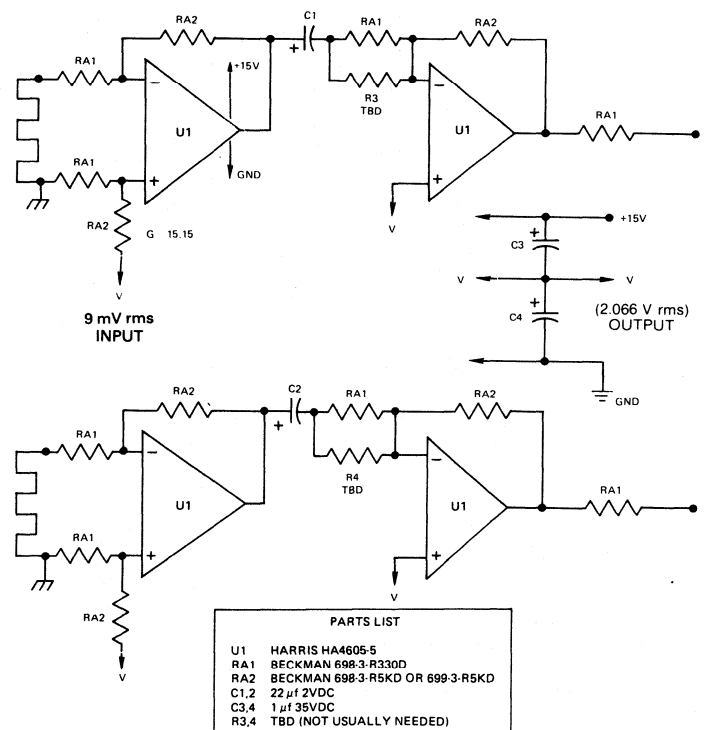 RA2
C1
RA1
RA2
RA1
+
+15V
−
R3
TBD
−
U1
U1
RA1
RA1
+
GND
+
RA2
G 15.15
V
+15V
+
C3
V
V
V
9 mV rms
INPUT
+
C4
(2.066 V rms)
OUTPUT
GND
RA2
C2
RA1
RA2
RA1
+
−
R4
TBD
−
U1
U1
RA1
RA1
+
+
RA2
V
V
PARTS LIST
U1 HARRIS HA4605-5
RA1 BECKMAN 698-3-R330D
RA2 BECKMAN 698-3-R5KD OR 699-3-R5KD
C1,2 22 µf 2VDC
C3,4 1 µf 35VDC
R3,4 TBD (NOT USUALLY NEEDED)